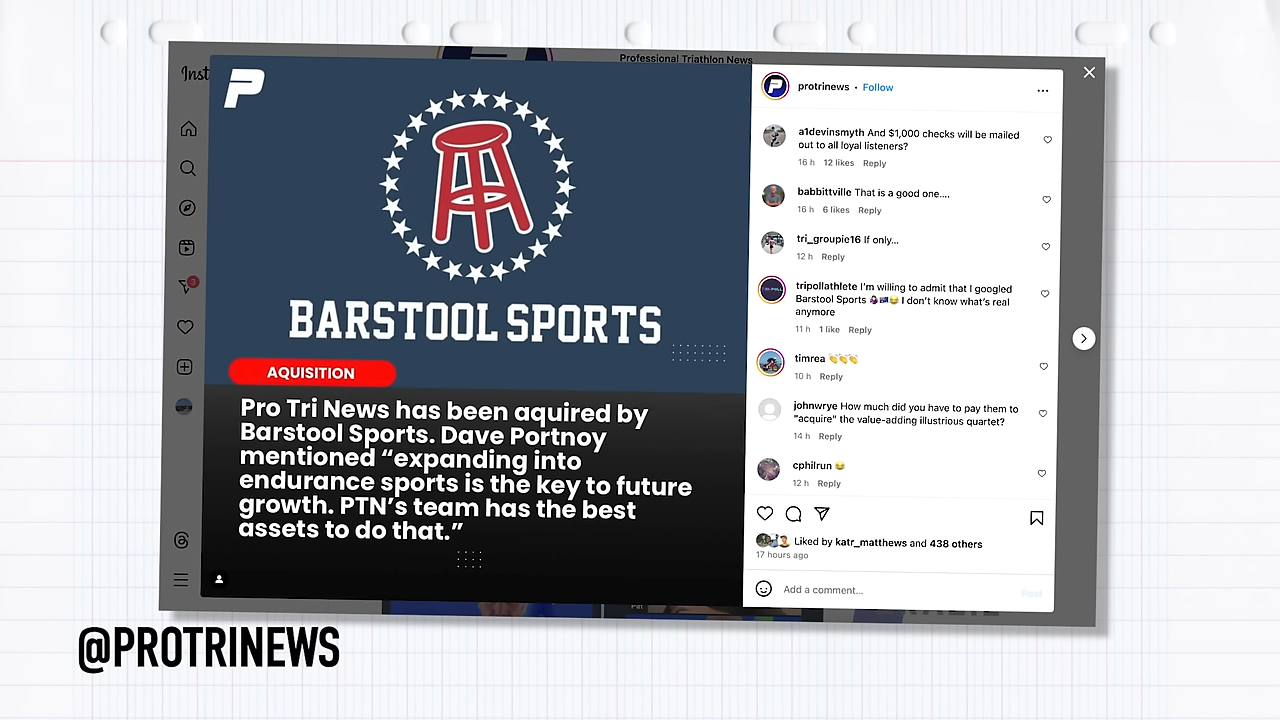 Professional Triathlon News
Inst
3
BARSTOOL SPORTS
AQUISITION
Pro Tri News has been aquired by
Barstool Sports. Dave Portnoy
mentioned “expanding into
endurance sports is the key to future
growth. PTN’s team has the best
assets to do that.”
protrinews • Follow
a1devinsmyth And $1,000 checks will be mailed
out to all loyal listeners?
16 h 12 likes Reply
babbittville That is a good one....
16 h 6 likes Reply
tri_groupie16 If only...
12 h Reply
tripollathlete I'm willing to admit that I googled
Barstool Sports 🤷🏽‍♀️🇦🇺😂 I don't know what's real
anymore
11 h 1 like Reply
timrea 👏👏👏
10 h Reply
johnwrye How much did you have to pay them to
"acquire" the value-adding illustrious quartet?
14 h Reply
cphilrun 😂
12 h Reply
Liked by katr_matthews and 438 others
17 hours ago
Add a comment...
Post
Pat
@PROTRINEWS